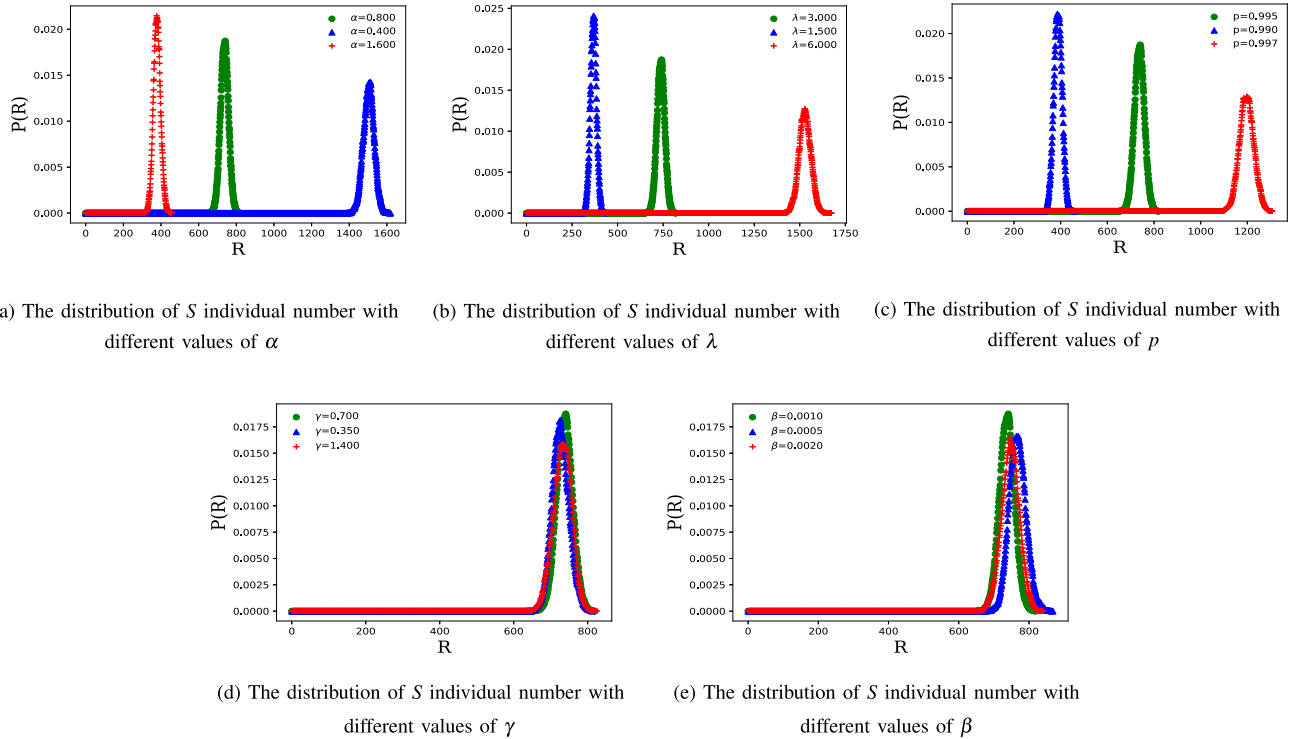 0.020
0.015
0.010
0.005
0.000
P(R)
α=0.800
α=0.400
α=1.600
0 200 400 600 800 1000 1200 1400 1600
R
0.025
0.020
0.015
0.010
0.005
0.000
P(R)
λ=3.000
λ=1.500
λ=6.000
0 250 500 750 1000 1250 1500 1750
R
0.020
0.015
0.010
0.005
0.000
P(R)
p=0.995
p=0.990
p=0.997
0 200 400 600 800 1000 1200
R
a) The distribution of S individual number with
different values of α
(b) The distribution of S individual number with
different values of λ
(c) The distribution of S individual number with
different values of p
0.0175
0.0150
0.0125
0.0100
0.0075
0.0050
0.0025
0.0000
P(R)
γ=0.700
γ=0.350
γ=1.400
0 200 400 600 800
R
0.0175
0.0150
0.0125
0.0100
0.0075
0.0050
0.0025
0.0000
P(R)
β=0.0010
β=0.0005
β=0.0020
0 200 400 600 800
R
(d) The distribution of S individual number with
different values of γ
(e) The distribution of S individual number with
different values of β